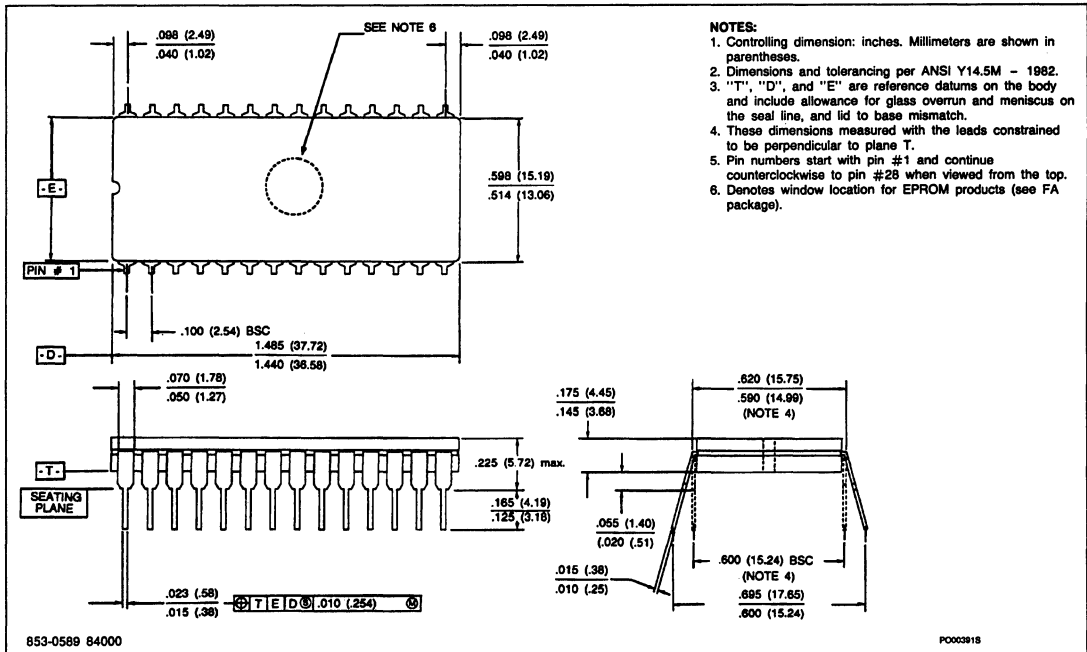 .098 (2.49)
.040 (1.02)
SEE NOTE 6
.098 (2.49)
.040 (1.02)
NOTES:
1. Controlling dimension: inches. Millimeters are shown in
parentheses.
2. Dimensions and tolerancing per ANSI Y14.5M – 1982.
3. "T", "D", and "E" are reference datums on the body
and include allowance for glass overrun and meniscus on
the seal line, and lid to base mismatch.
4. These dimensions measured with the leads constrained
to be perpendicular to plane T.
5. Pin numbers start with pin #1 and continue
counterclockwise to pin #28 when viewed from the top.
6. Denotes window location for EPROM products (see FA
package).
-E-
.598 (15.19)
.514 (13.06)
PIN # 1
.100 (2.54) BSC
-D-
1.485 (37.72)
1.440 (36.58)
.070 (1.78)
.050 (1.27)
.620 (15.75)
.590 (14.99)
(NOTE 4)
.175 (4.45)
.145 (3.68)
-T-
SEATING
PLANE
.225 (5.72) max.
.165 (4.19)
.125 (3.18)
.055 (1.40)
(.020 (.51)
.600 (15.24) BSC
(NOTE 4)
.015 (.38)
.010 (.25)
.695 (17.65)
.600 (15.24)
.023 (.58)
.015 (.38)
⌖ T E D Ⓢ .010 (.254) Ⓜ
853-0589 84000
PO00391S